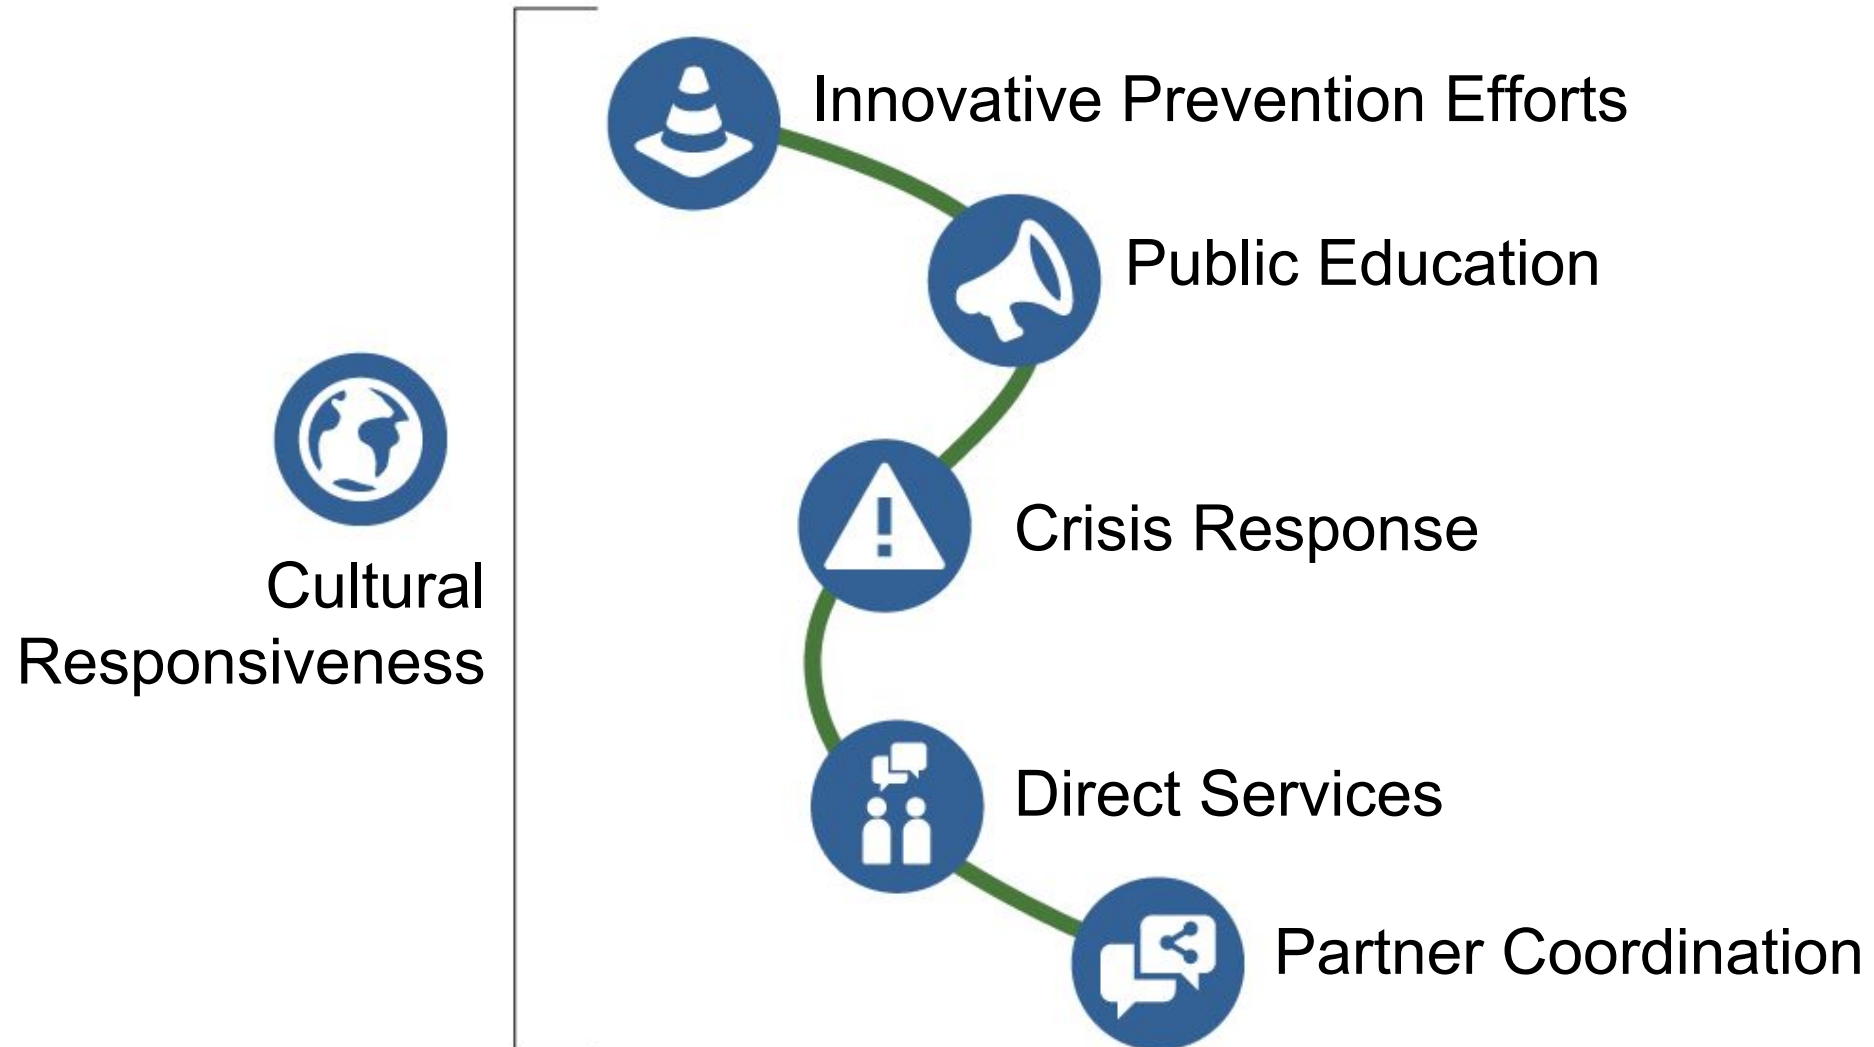 Innovative Prevention Efforts
Public Education
Cultural
Responsiveness
Crisis Response
Direct Services
Partner Coordination